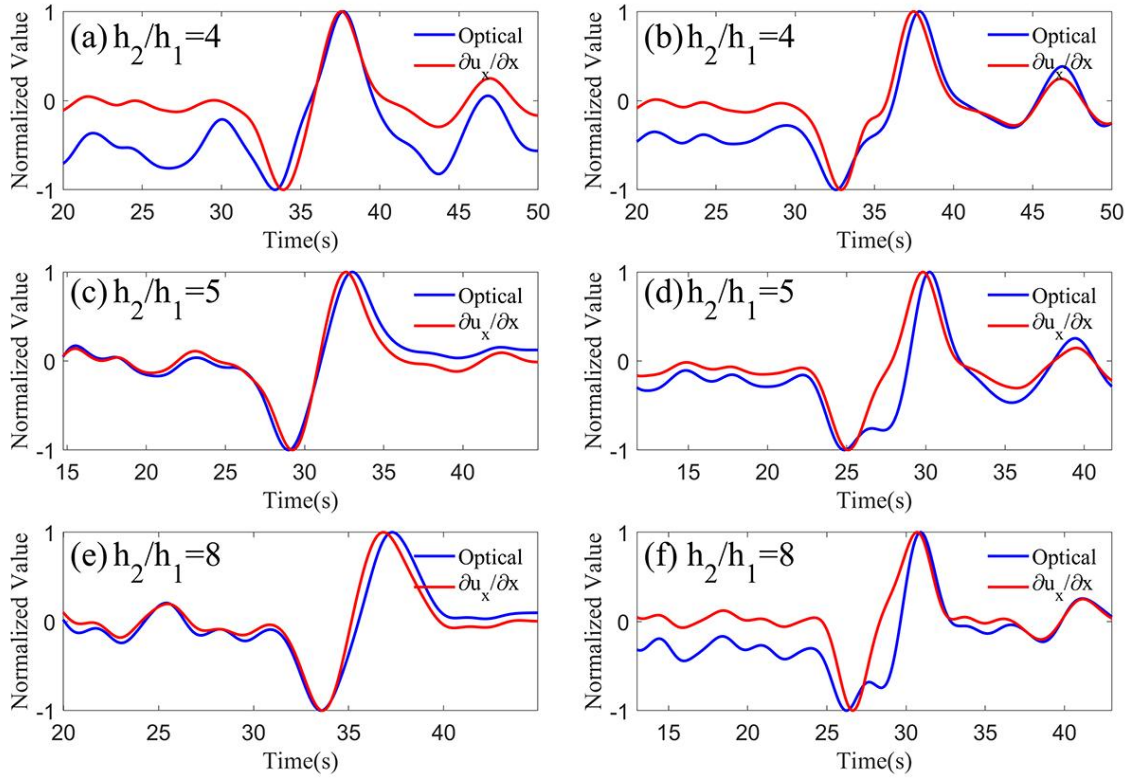 (a) h₂/h₁=4
Optical
∂uₓ/∂x
Normalized Value
1
0
-1
20 25 30 35 40 45 50
Time(s)
(b) h₂/h₁=4
Optical
∂uₓ/∂x
Normalized Value
1
0
-1
20 25 30 35 40 45 50
Time(s)
(c) h₂/h₁=5
Optical
∂uₓ/∂x
Normalized Value
1
0
-1
15 20 25 30 35 40
Time(s)
(d) h₂/h₁=5
Optical
∂uₓ/∂x
Normalized Value
1
0
-1
15 20 25 30 35 40
Time(s)
(e) h₂/h₁=8
Optical
∂uₓ/∂x
Normalized Value
1
0
-1
20 25 30 35 40 45
Time(s)
(f) h₂/h₁=8
Optical
∂uₓ/∂x
Normalized Value
1
0
-1
15 20 25 30 35 40
Time(s)